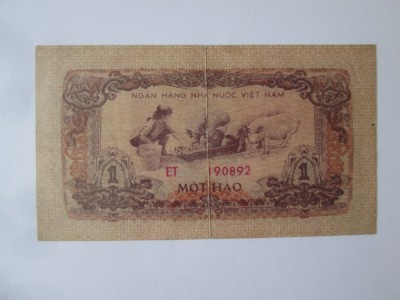 NGÂN HÀNG NHÀ NƯỚC VIỆT NAM
ET 190892
1 MỘT HÀO 1